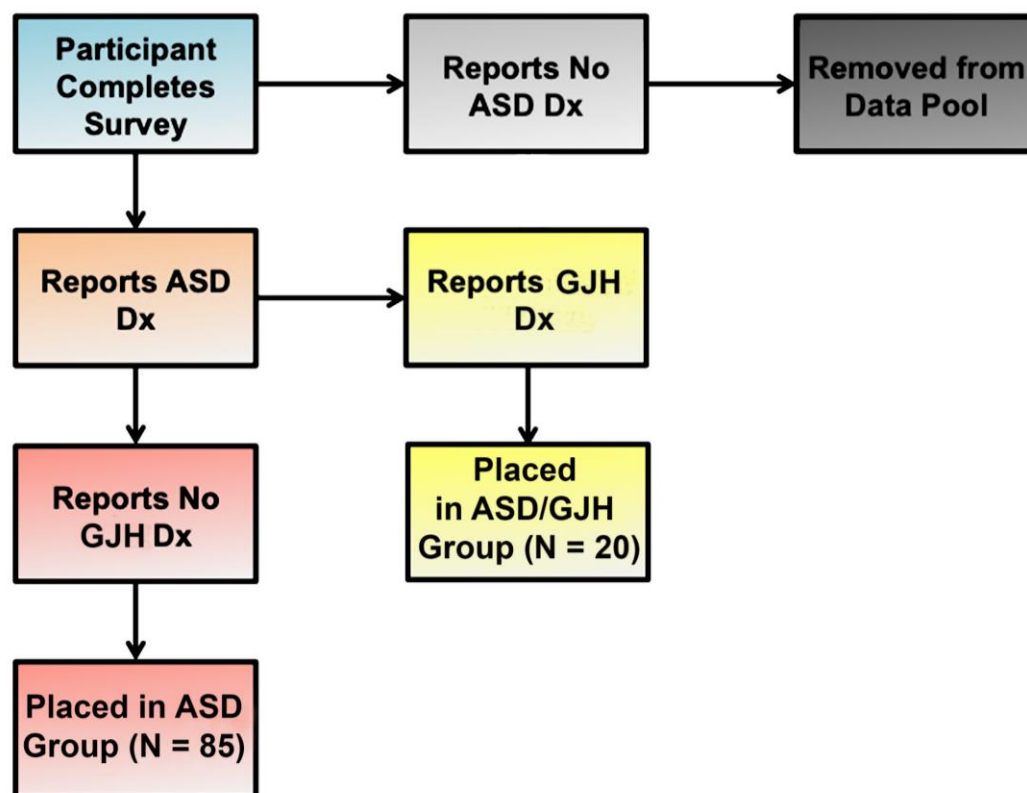 Participant
Completes
Survey
Reports No
ASD Dx
Removed from
Data Pool
Reports ASD
Dx
Reports GJH
Dx
Reports No
GJH Dx
Placed
in ASD/GJH
Group (N = 20)
Placed in ASD
Group (N = 85)